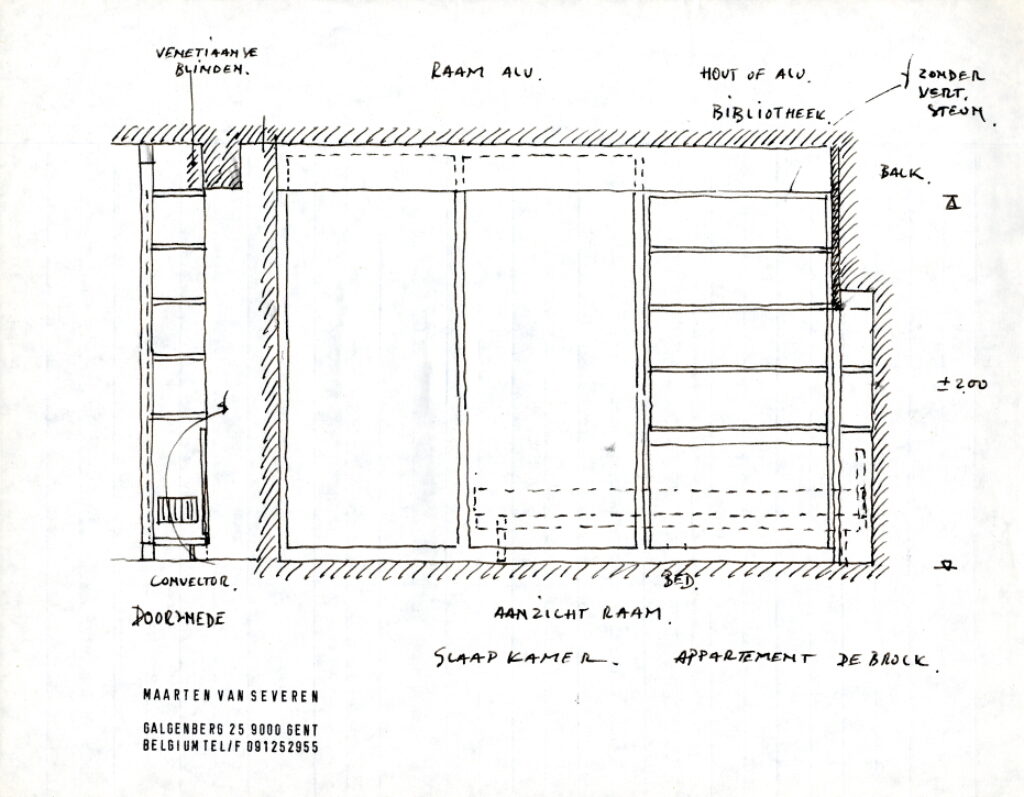 VENETIAANSE
BLINDEN.
RAAM ALU.
HOUT OF ALU.
BIBLIOTHEEK.
ZONDER
VERT.
STEUN.
BALK.
± 200
CONVECTOR.
DOORSNEDE
BED.
AANZICHT RAAM.
SLAAPKAMER.
APPARTEMENT DE BROCK.
MAARTEN VAN SEVEREN
GALGENBERG 25 9000 GENT
BELGIUM TEL/F 091252955